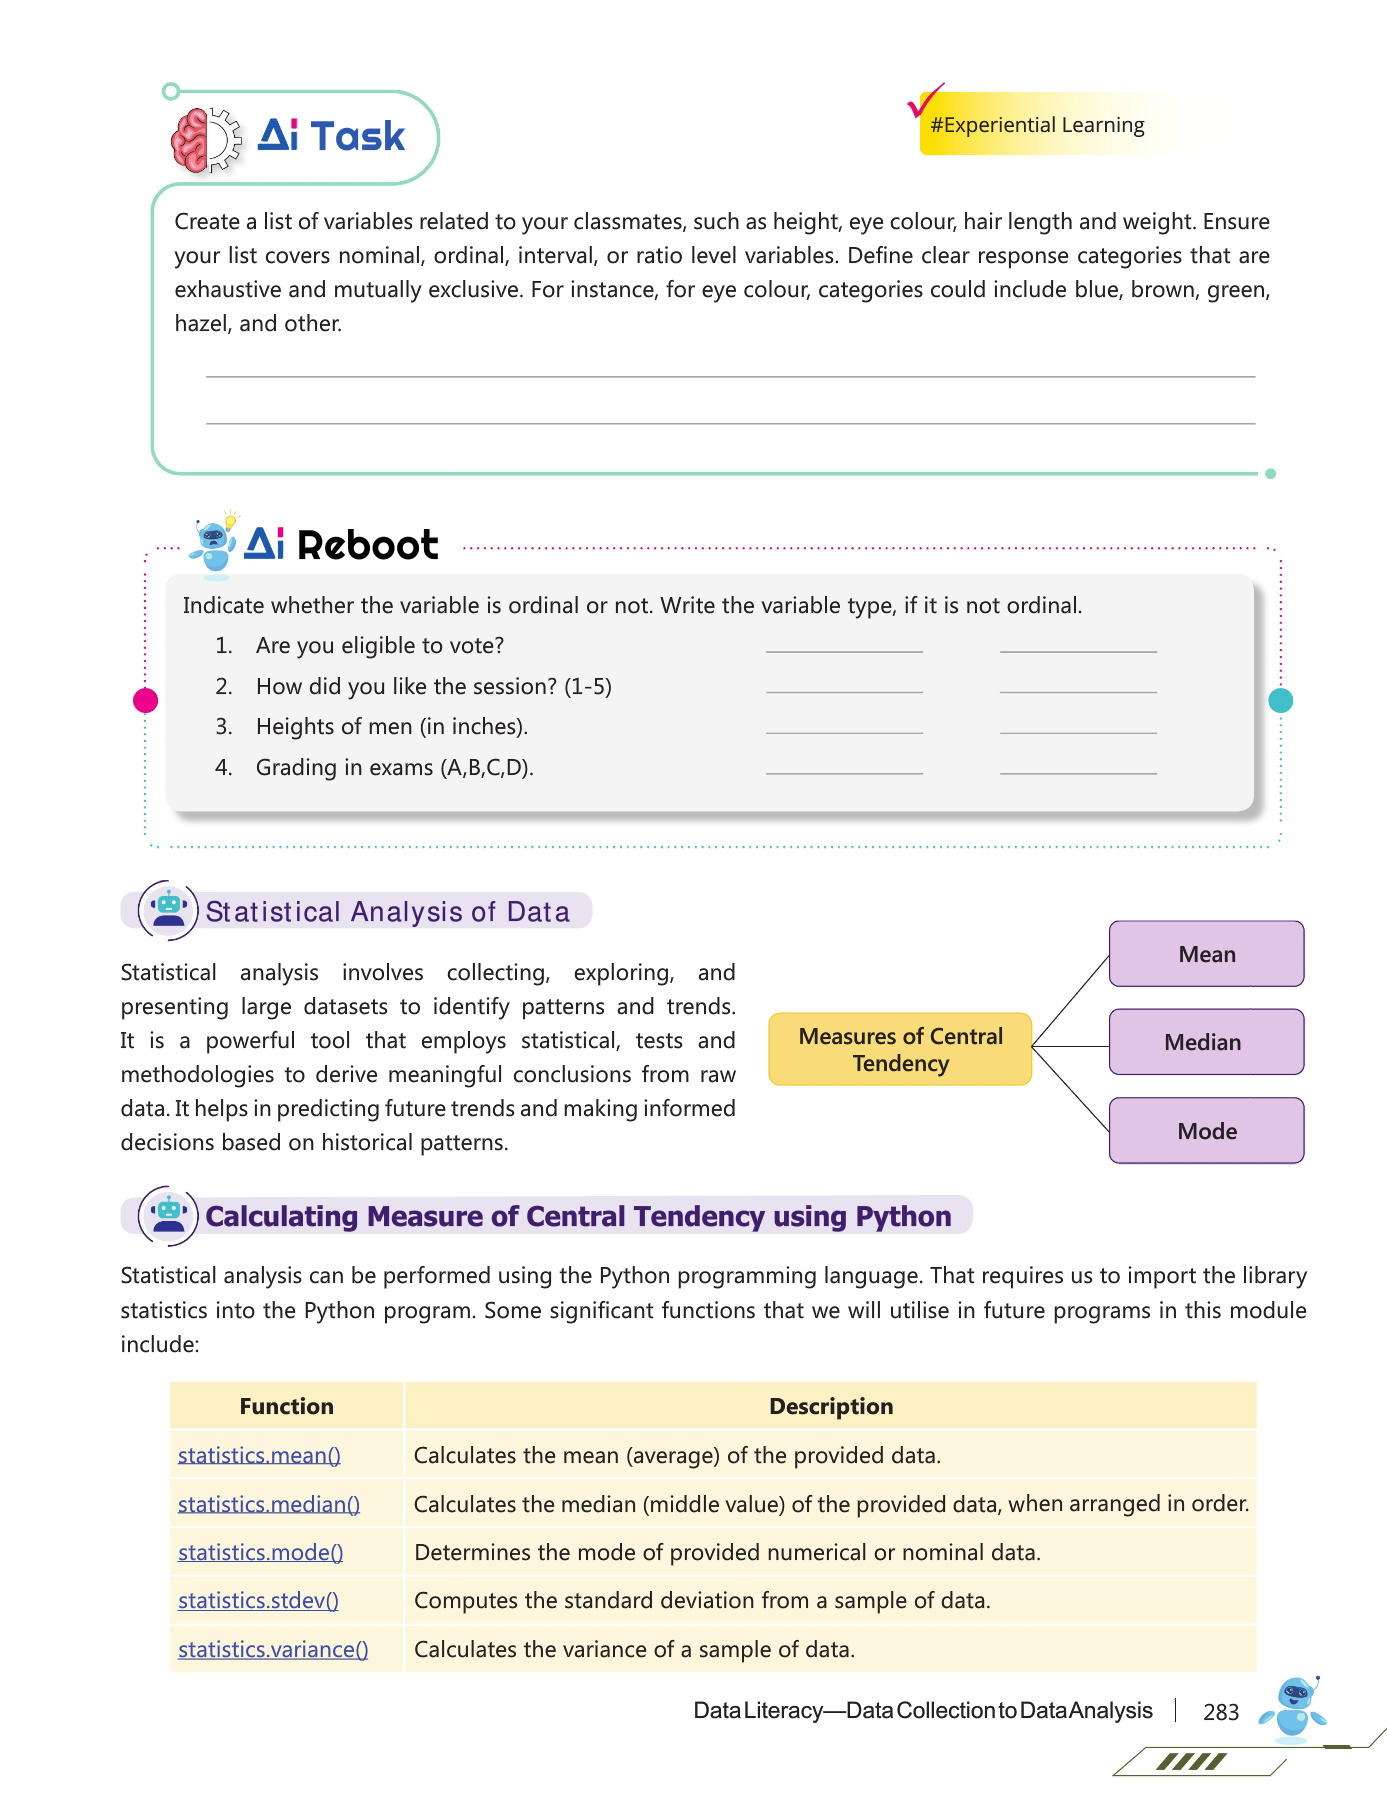 Ai Task
#Experiential Learning
Create a list of variables related to your classmates, such as height, eye colour, hair length and weight. Ensure
your list covers nominal, ordinal, interval, or ratio level variables. Define clear response categories that are
exhaustive and mutually exclusive. For instance, for eye colour, categories could include blue, brown, green,
hazel, and other.
Ai Reboot
Indicate whether the variable is ordinal or not. Write the variable type, if it is not ordinal.
1. Are you eligible to vote?
2. How did you like the session? (1-5)
3. Heights of men (in inches).
4. Grading in exams (A,B,C,D).
Statistical Analysis of Data
Statistical analysis involves collecting, exploring, and
presenting large datasets to identify patterns and trends.
It is a powerful tool that employs statistical, tests and
methodologies to derive meaningful conclusions from raw
data. It helps in predicting future trends and making informed
decisions based on historical patterns.
Measures of Central
Tendency
Mean
Median
Mode
Calculating Measure of Central Tendency using Python
Statistical analysis can be performed using the Python programming language. That requires us to import the library
statistics into the Python program. Some significant functions that we will utilise in future programs in this module
include:
Function Description
statistics.mean() Calculates the mean (average) of the provided data.
statistics.median() Calculates the median (middle value) of the provided data, when arranged in order.
statistics.mode() Determines the mode of provided numerical or nominal data.
statistics.stdev() Computes the standard deviation from a sample of data.
statistics.variance() Calculates the variance of a sample of data.
Data Literacy—Data Collection to Data Analysis 283